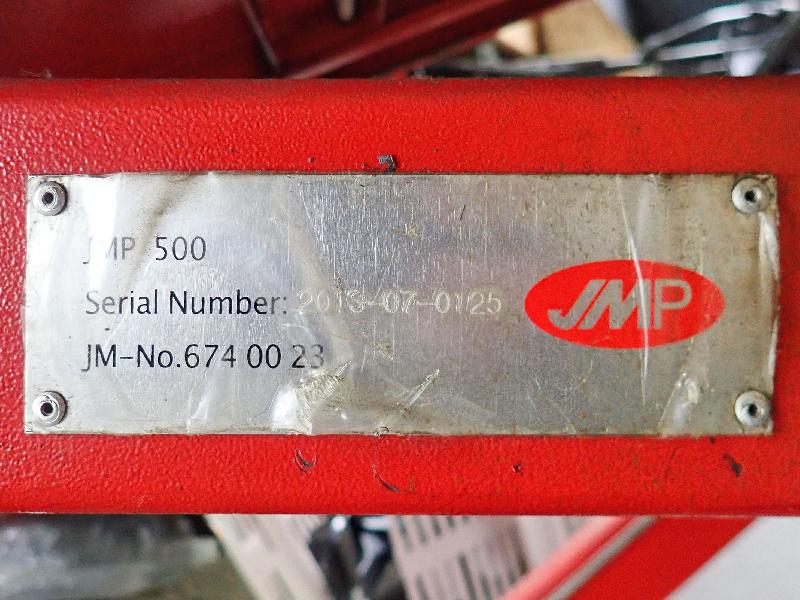 JMP 500
Serial Number: 2013-07-0125
JMP
JM-No.674 00 23